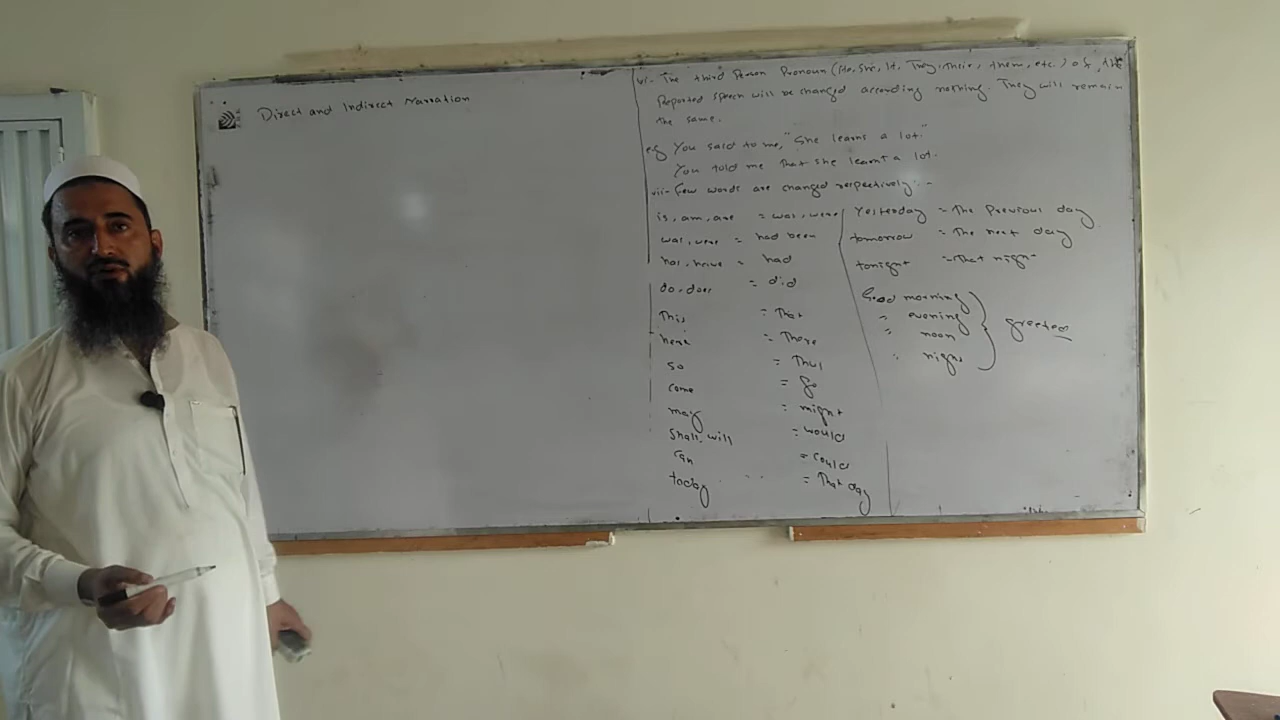 Direct and Indirect Narration
vi- The third Person Pronoun (He, She, It, They, Their, them, etc.) of the
Reported speech will be changed according nothing. They will remain
the same.
e.g You said to me, "She learns a lot."
You told me that she learnt a lot.
vii- Few words are changed respectively:-
is, am, are = was, were
was, were = had been
has, have = had
do, does = did
This = That
here = There
so = Thus
come = go
may = might
Shall, will = would
can = could
today = That day
Yesterday = The Previous day
tomorrow = The next day
tonight = That night
Good morning
" evening
" noon
" night
greeted